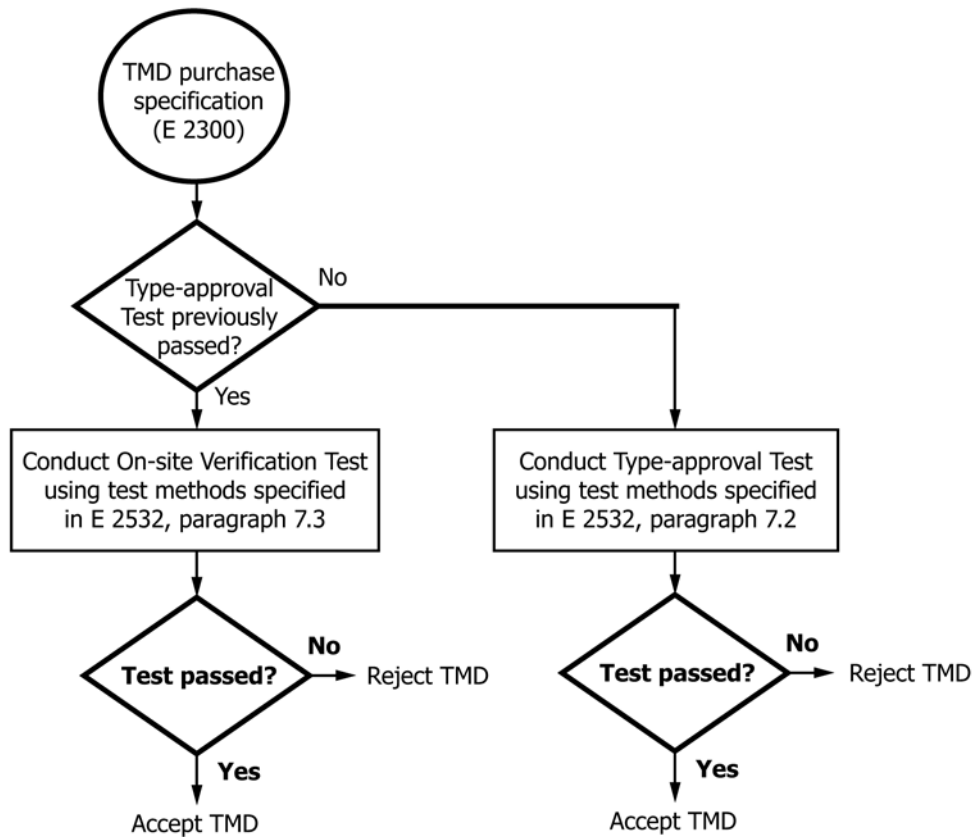 TMD purchase
specification
(E 2300)
No
Type-approval
Test previously
passed?
Yes
Conduct On-site Verification Test
using test methods specified
in E 2532, paragraph 7.3
Conduct Type-approval Test
using test methods specified
in E 2532, paragraph 7.2
No
Test passed?
Reject TMD
Yes
Accept TMD
No
Test passed?
Reject TMD
Yes
Accept TMD